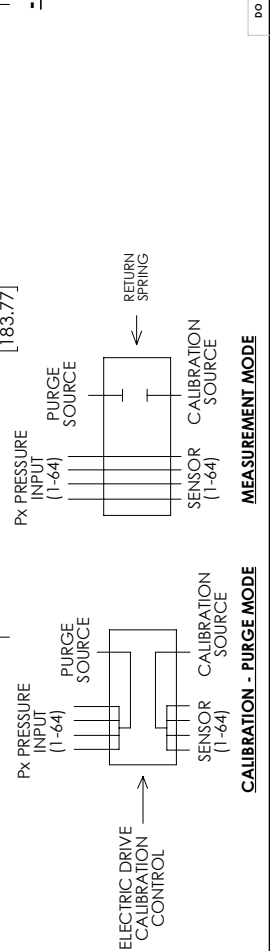 [183.77]
Px PRESSURE
INPUT
(1-64)
PURGE
SOURCE
ELECTRIC DRIVE
CALIBRATION
CONTROL
SENSOR
(1-64)
CALIBRATION
SOURCE
CALIBRATION - PURGE MODE
Px PRESSURE
INPUT
(1-64)
PURGE
SOURCE
RETURN
SPRING
SENSOR
(1-64)
CALIBRATION
SOURCE
MEASUREMENT MODE
DO